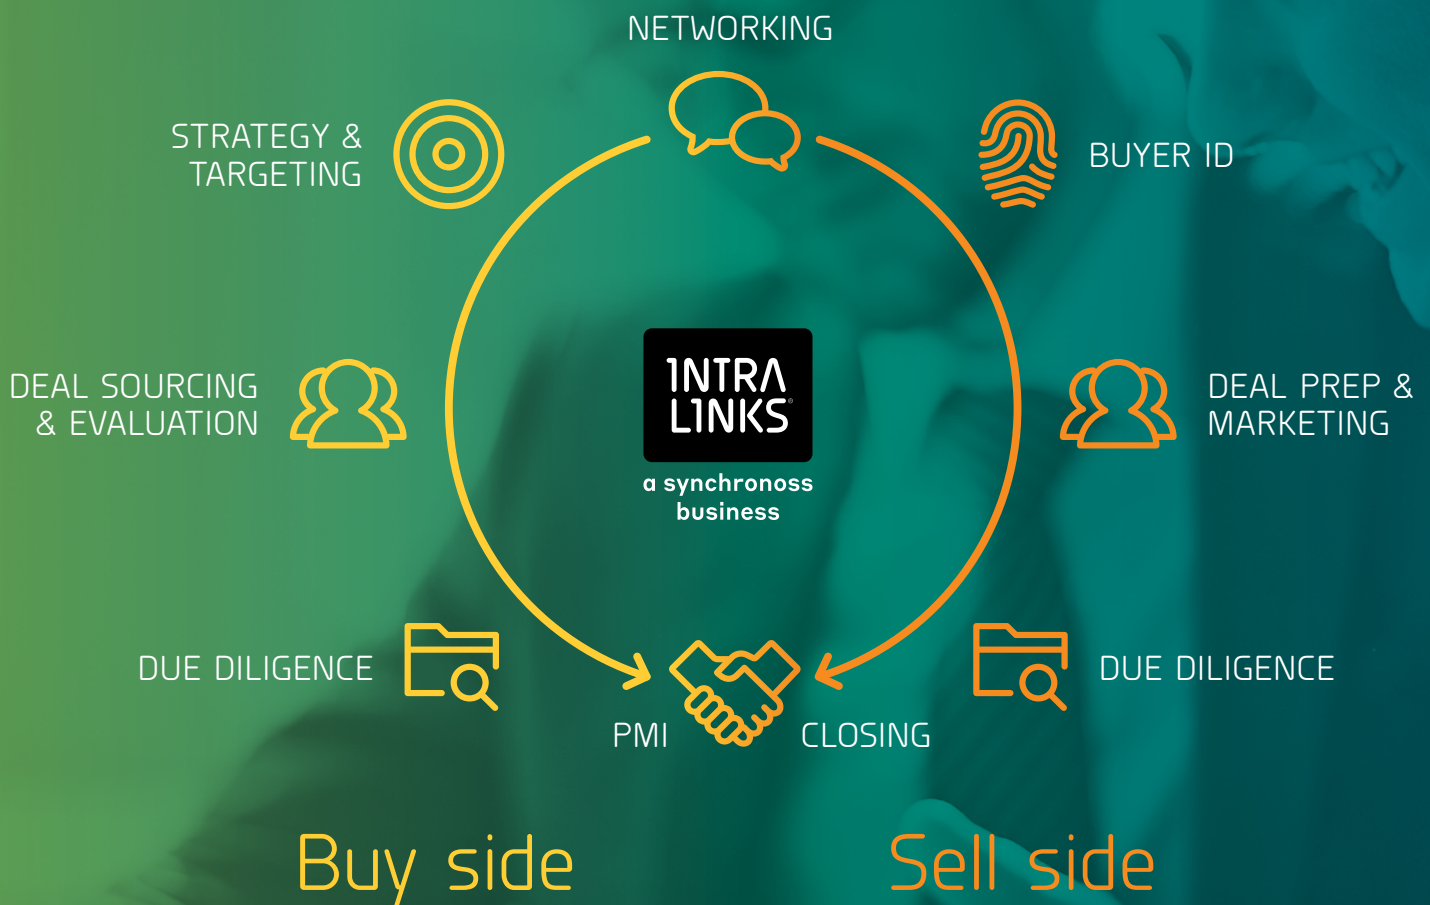 NETWORKING
STRATEGY &
TARGETING
BUYER ID
DEAL SOURCING
& EVALUATION
INTRA
LINKS®
a synchronoss
business
DEAL PREP &
MARKETING
DUE DILIGENCE
DUE DILIGENCE
PMI
CLOSING
Buy side
Sell side